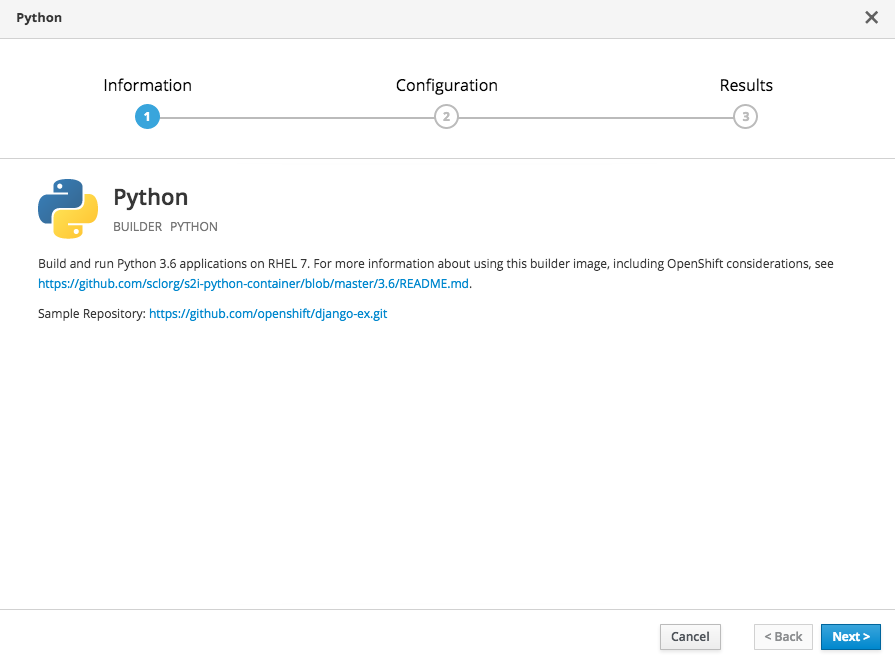 Python
Information Configuration Results
1 2 3
Python
BUILDER PYTHON
Build and run Python 3.6 applications on RHEL 7. For more information about using this builder image, including OpenShift considerations, see
https://github.com/sclorg/s2i-python-container/blob/master/3.6/README.md.
Sample Repository: https://github.com/openshift/django-ex.git
Cancel < Back Next >